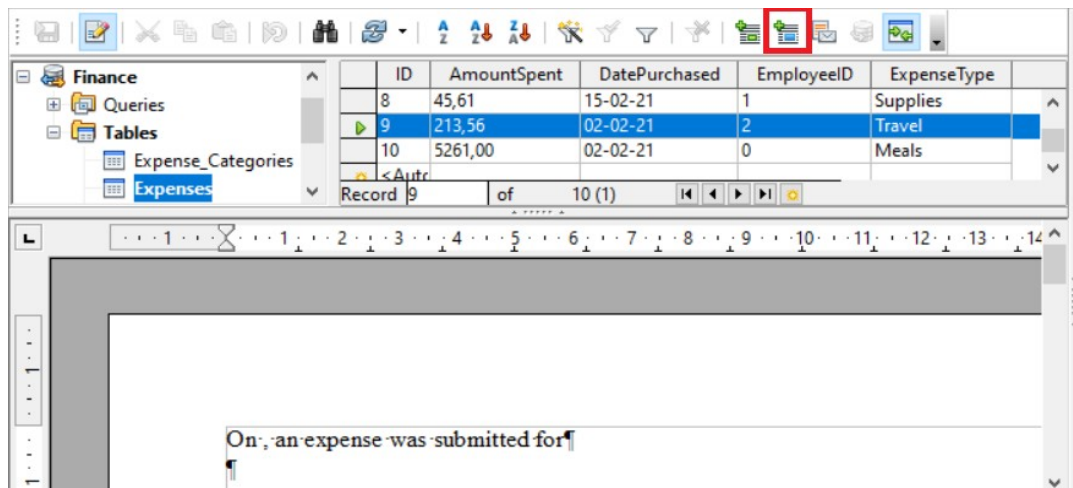 Finance
Queries
Tables
Expense_Categories
Expenses
ID AmountSpent DatePurchased EmployeeID ExpenseType
8 45,61 15-02-21 1 Supplies
9 213,56 02-02-21 2 Travel
10 5261,00 02-02-21 0 Meals
Record 9 of 10 (1)
1 1 2 3 4 5 6 7 8 9 10 11 12 13 14
1
1
On , an expense was submitted for¶
¶